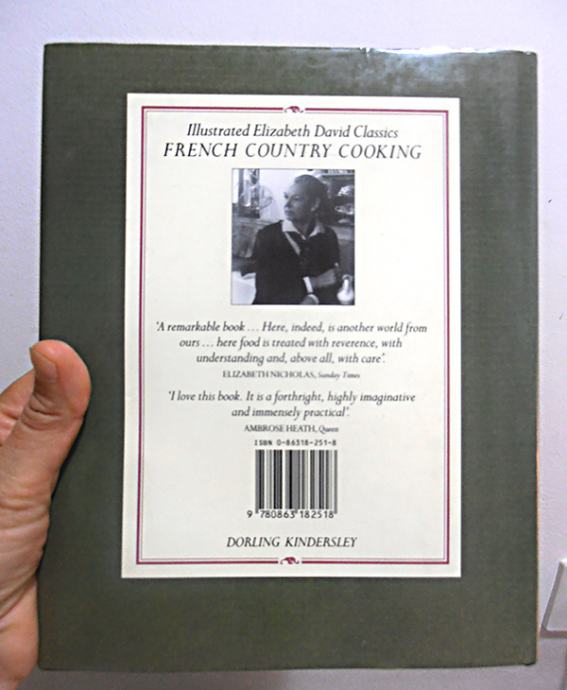 Illustrated Elizabeth David Classics
FRENCH COUNTRY COOKING
'A remarkable book ... Here, indeed, is another world from
ours ... here food is treated with reverence, with
understanding and, above all, with care'.
ELIZABETH NICHOLAS, Sunday Times
'I love this book. It is a forthright, highly imaginative
and immensely practical'.
AMBROSE HEATH, Queen
ISBN 0-86318-251-8
9 780863 182518
DORLING KINDERSLEY